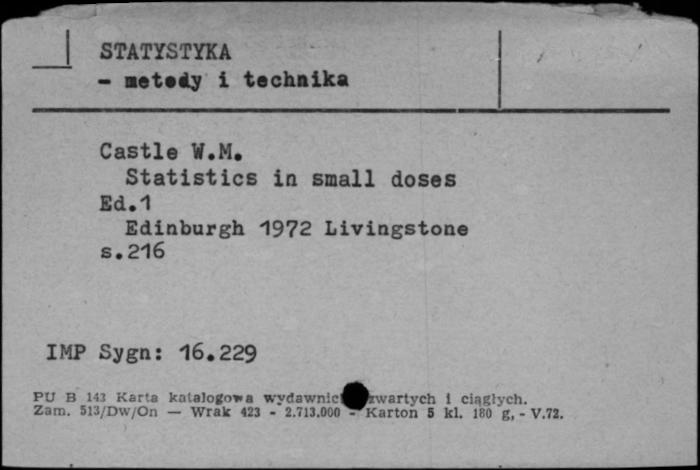 STATYSTYKA
- metody i technika
Castle W.M.
Statistics in small doses
Ed.1
Edinburgh 1972 Livingstone
s.216
IMP Sygn: 16.229
PU B 143 Karta katalogowa wydawnic zwartych i ciągłych.
Zam. 513/Dw/On — Wrak 423 - 2.713.000 - Karton 5 kl. 180 g, - V.72.